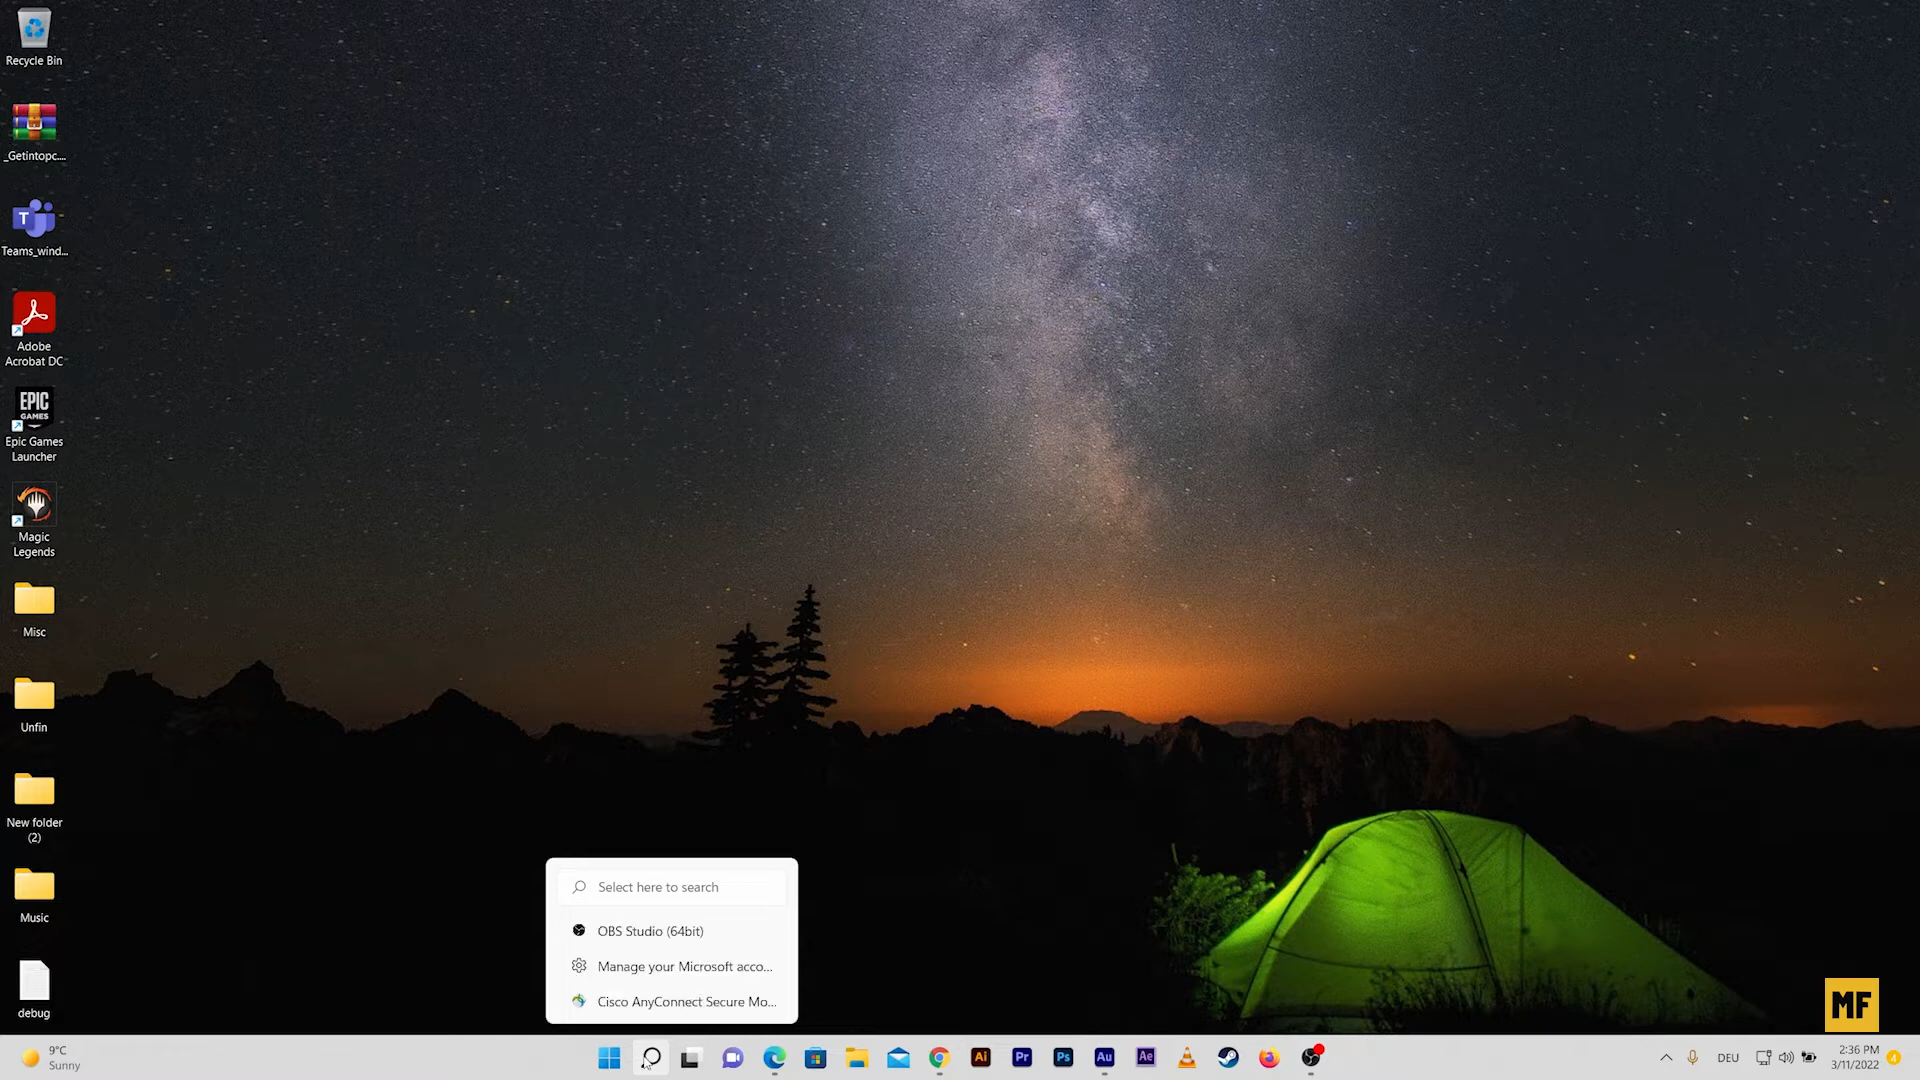 Recycle Bin
_Getintopc....
T
Teams_wind...
Adobe
Acrobat DC
EPIC
GAMES
Epic Games
Launcher
Magic
Legends
Misc
Unfin
New folder
(2)
Music
debug
Select here to search
OBS Studio (64bit)
Manage your Microsoft acco...
Cisco AnyConnect Secure Mo...
MF
9°C
Sunny
Ai
Pr
Ps
Au
Ae
DEU
2:36 PM
3/11/2022
4